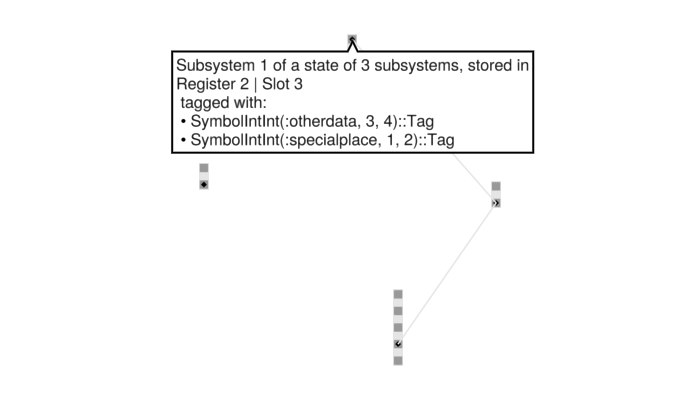 Subsystem 1 of a state of 3 subsystems, stored in
Register 2 | Slot 3
tagged with:
• SymbolIntInt(:otherdata, 3, 4)::Tag
• SymbolIntInt(:specialplace, 1, 2)::Tag